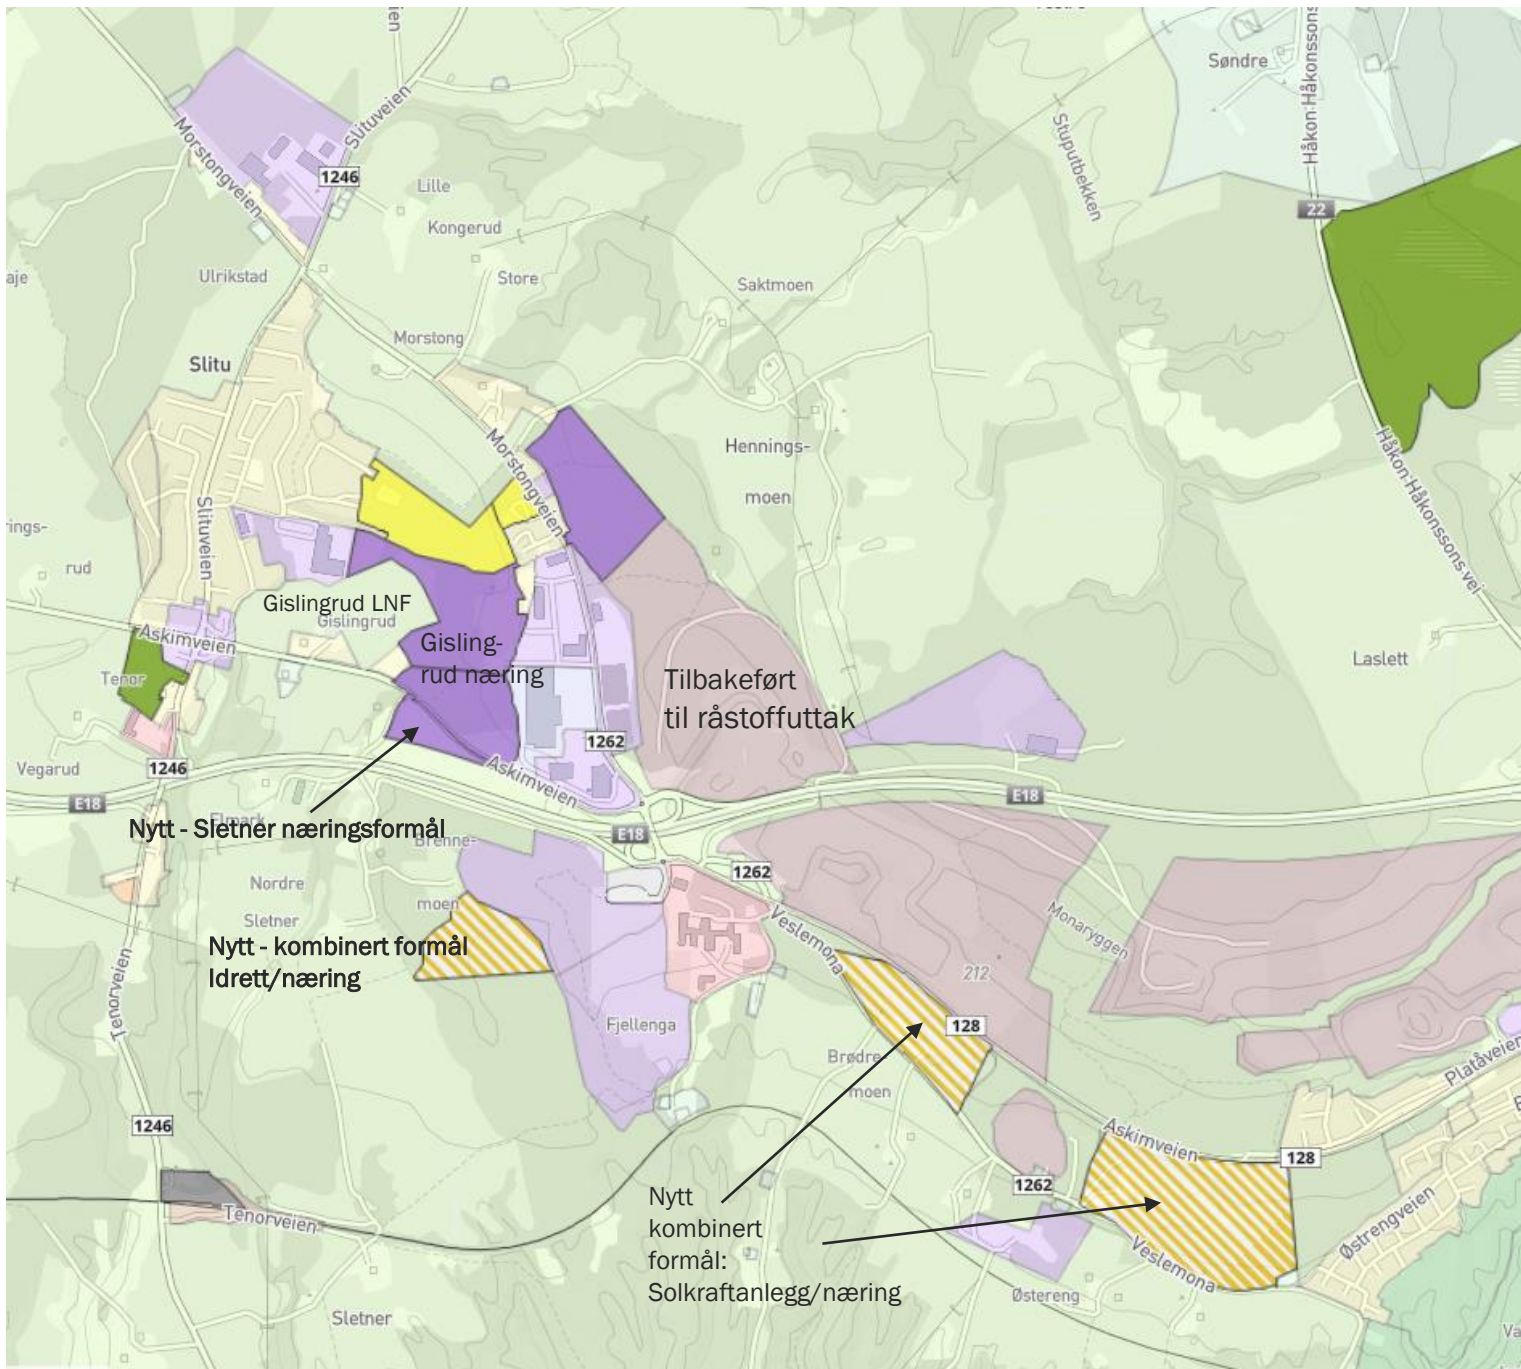 Søndre
Håkon Håkonssons
Slituveien
Morstongveien
1246
Stuputbekken
Lille
Kongerud
22
aje
Ulrikstad
Store
Saktmoen
Morstong
Slitu
Håkon Håkonssons vei
Hennings-
moen
Morstongveien
Slituveien
rings-
rud
Gislingrud LNF
Gislingrud
Askimveien
Gisling-
rud næring
Laslett
Tenor
Tilbakeført
til råstoffuttak
1262
Vegarud
1246
Askimveien
E18
E18
Elmark
Nytt - Sletner næringsformål
E18
Brenne-
moen
1262
Nordre
Sletner
Veslemona
Monaryggen
Nytt - kombinert formål
Idrett/næring
212
Tenorveien
Fjellenga
128
Brødre-
moen
Platåveien
1246
Askimveien
128
Nytt
kombinert
formål:
Solkraftanlegg/næring
1262
Tenorveien
Østrengveien
Veslemona
Østereng
Sletner
Va